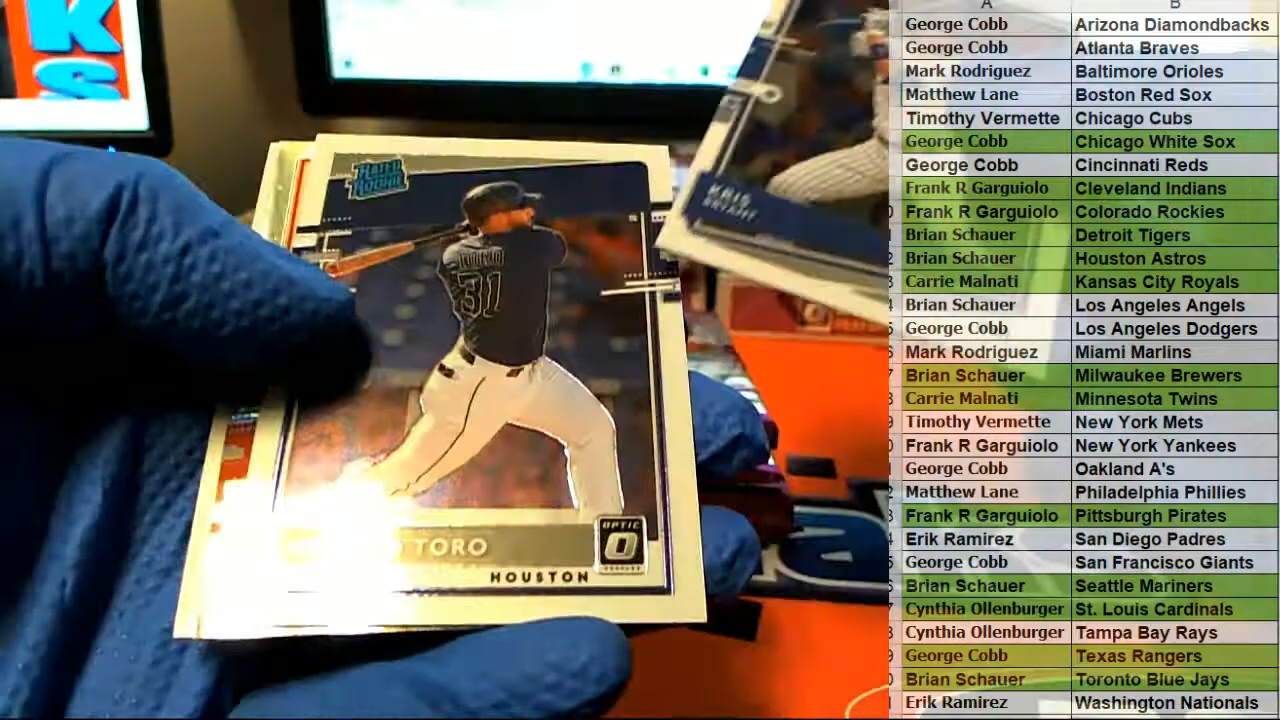 KS
RATED ROOKIE
31
TORO
HOUSTON
OPTIC
KRIS
BRYANT
A B
George Cobb Arizona Diamondbacks
George Cobb Atlanta Braves
Mark Rodriguez Baltimore Orioles
Matthew Lane Boston Red Sox
Timothy Vermette Chicago Cubs
George Cobb Chicago White Sox
George Cobb Cincinnati Reds
Frank R Garguiolo Cleveland Indians
Frank R Garguiolo Colorado Rockies
Brian Schauer Detroit Tigers
Brian Schauer Houston Astros
Carrie Malnati Kansas City Royals
Brian Schauer Los Angeles Angels
George Cobb Los Angeles Dodgers
Mark Rodriguez Miami Marlins
Brian Schauer Milwaukee Brewers
Carrie Malnati Minnesota Twins
Timothy Vermette New York Mets
Frank R Garguiolo New York Yankees
George Cobb Oakland A's
Matthew Lane Philadelphia Phillies
Frank R Garguiolo Pittsburgh Pirates
Erik Ramirez San Diego Padres
George Cobb San Francisco Giants
Brian Schauer Seattle Mariners
Cynthia Ollenburger St. Louis Cardinals
Cynthia Ollenburger Tampa Bay Rays
George Cobb Texas Rangers
Brian Schauer Toronto Blue Jays
Erik Ramirez Washington Nationals